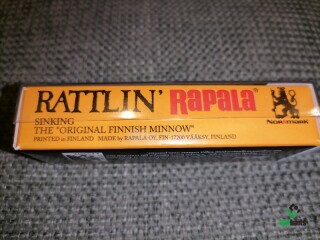 RATTLIN' Rapala®
NORMARK
SINKING
THE "ORIGINAL FINNISH MINNOW"
PRINTED IN FINLAND MADE BY RAPALA OY, FIN-17200 VÄÄKSY, FINLAND